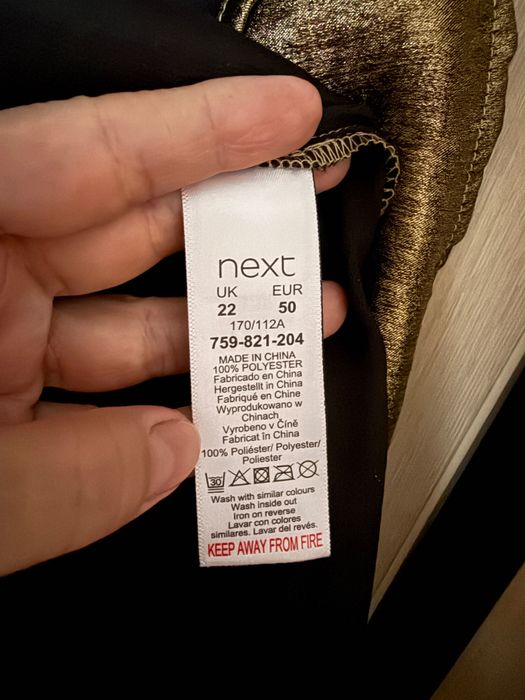 next
UK EUR
22 50
170/112A
759-821-204
MADE IN CHINA
100% POLYESTER
Fabricado en China
Hergestellt in China
Fabriqué en Chine
Wyprodukowano w
Chinach
Vyrobeno v Číně
Fabricat în China
100% Poliéster/ Polyester/
Poliester
30
Wash with similar colours
Wash inside out
Iron on reverse
Lavar con colores
similares. Lavar del revés.
KEEP AWAY FROM FIRE